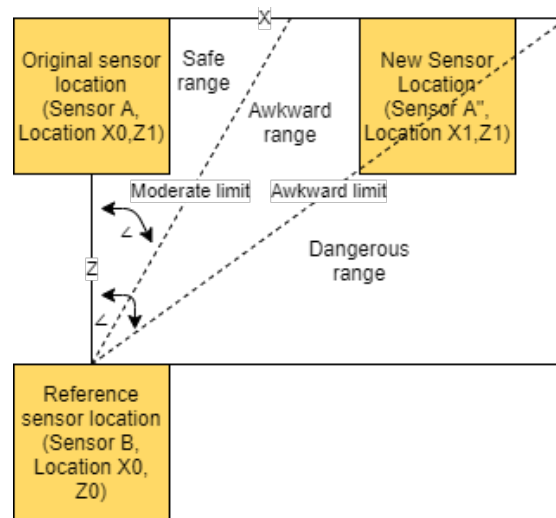 X
Original sensor
location
(Sensor A,
Location X0,Z1)
Safe
range
Awkward
range
New Sensor
Location
(Sensor A",
Location X1,Z1)
Moderate limit
Awkward limit
∠
Z
Dangerous
range
∠
Reference
sensor location
(Sensor B,
Location X0,
Z0)